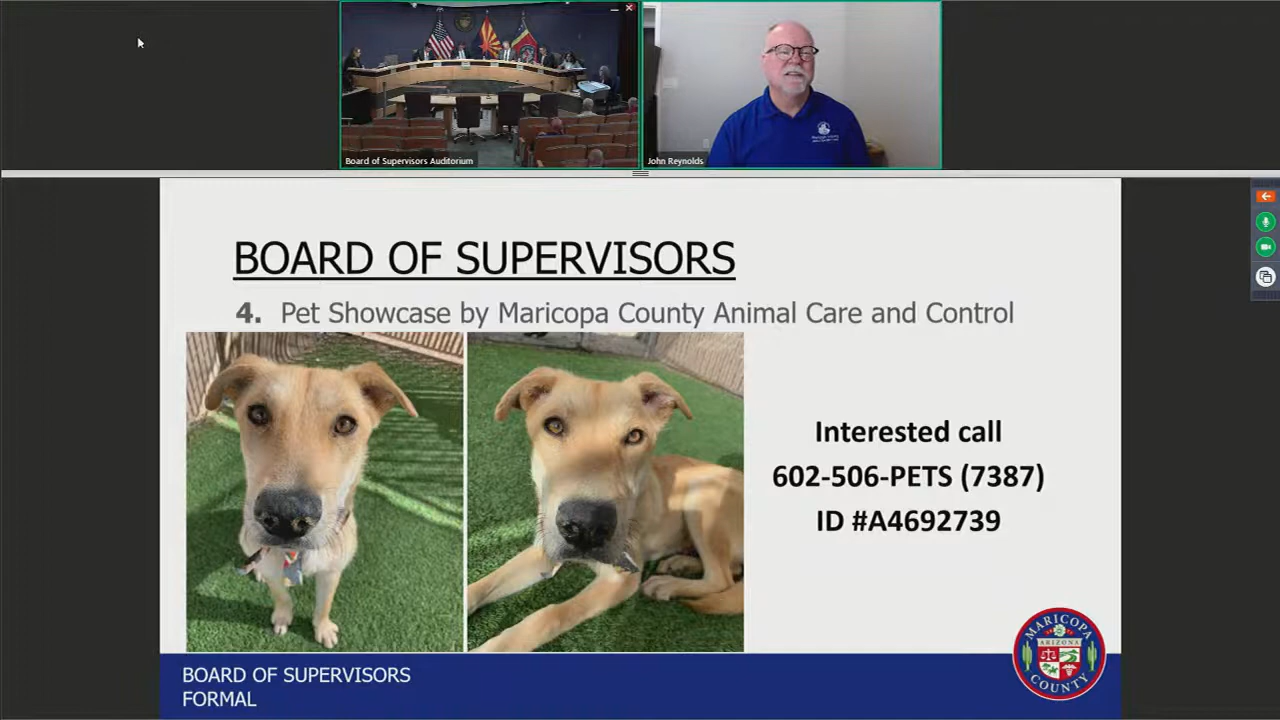 Board of Supervisors Auditorium
John Reynolds
BOARD OF SUPERVISORS
4. Pet Showcase by Maricopa County Animal Care and Control
Interested call
602-506-PETS (7387)
ID #A4692739
MARICOPA
ARIZONA
COUNTY
BOARD OF SUPERVISORS
FORMAL